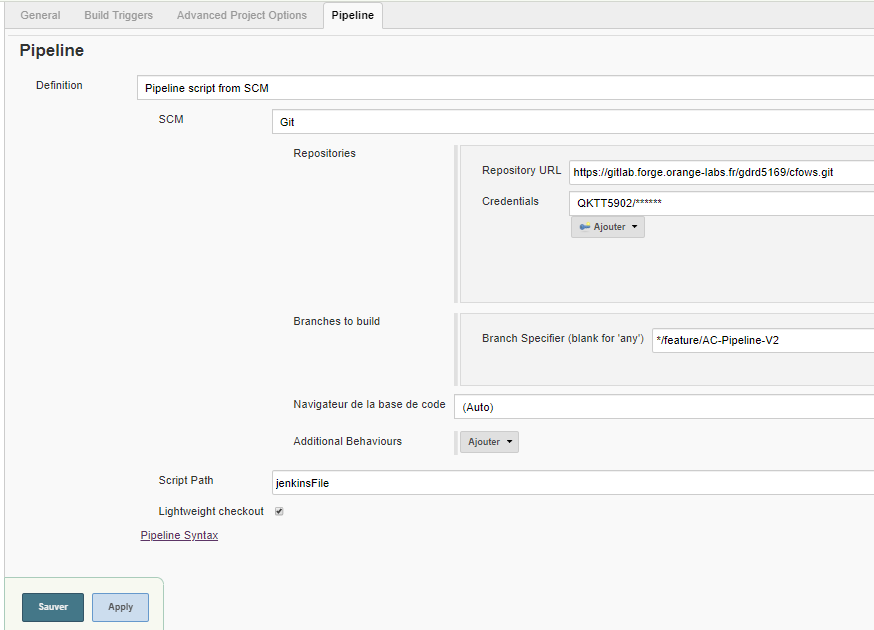 General Build Triggers Advanced Project Options Pipeline
Pipeline
Definition Pipeline script from SCM
SCM Git
Repositories
Repository URL https://gitlab.forge.orange-labs.fr/gdrd5169/cfows.git
Credentials QKTT5902/******
Ajouter
Branches to build
Branch Specifier (blank for 'any') */feature/AC-Pipeline-V2
Navigateur de la base de code (Auto)
Additional Behaviours Ajouter
Script Path jenkinsFile
Lightweight checkout
Pipeline Syntax
Sauver Apply